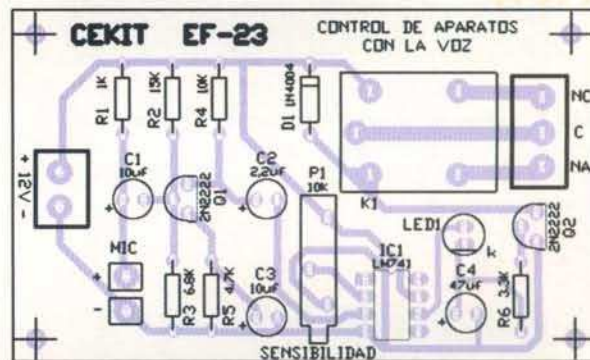 CEKIT EF-23
CONTROL DE APARATOS
CON LA VOZ
1K
R1
15K
R2
10K
R4
D1
1N4004
NC
C
NA
K1
+ 12V -
C1
10uF
+
Q1
2N2222
C2
2,2uF
+
P1
10K
LED1
k
2N2222
Q2
MIC
+
-
R3
6.8K
R5
4.7K
C3
10uF
+
IC1
LM741
C4
47uF
+
R6
3.3K
SENSIBILIDAD